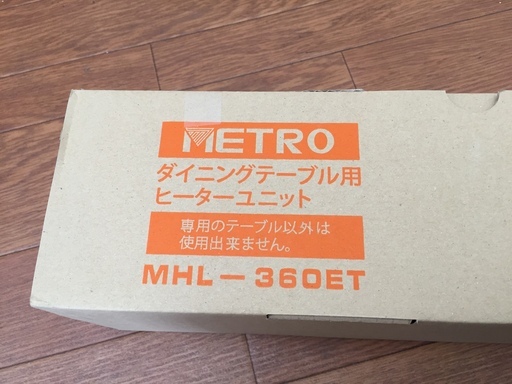 METRO
ダイニングテーブル用
ヒーターユニット
専用のテーブル以外は
使用出来ません。
MHL－360ET